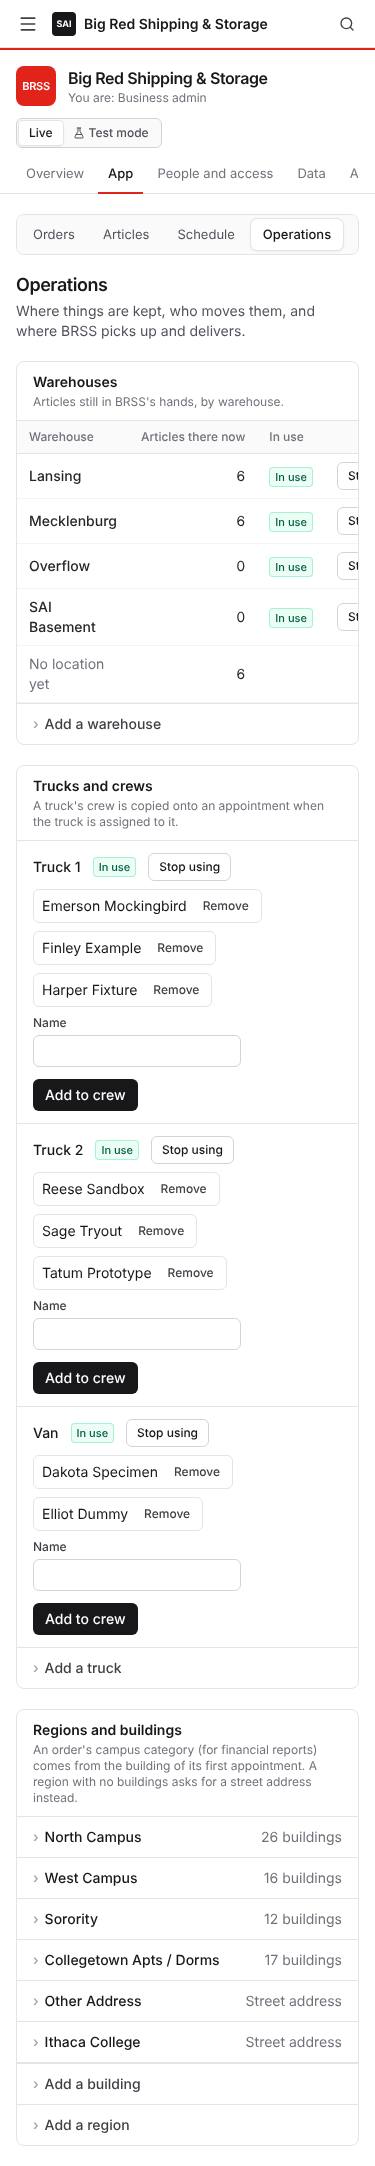 SAI Big Red Shipping & Storage
BRSS
Big Red Shipping & Storage
You are: Business admin
Live Test mode
Overview App People and access Data A
Orders Articles Schedule Operations
Operations
Where things are kept, who moves them, and
where BRSS picks up and delivers.
Warehouses
Articles still in BRSS's hands, by warehouse.
Warehouse Articles there now In use
Lansing 6 In use St
Mecklenburg 6 In use St
Overflow 0 In use St
SAI
Basement 0 In use St
No location
yet 6
› Add a warehouse
Trucks and crews
A truck's crew is copied onto an appointment when
the truck is assigned to it.
Truck 1 In use Stop using
Emerson Mockingbird Remove
Finley Example Remove
Harper Fixture Remove
Name
Add to crew
Truck 2 In use Stop using
Reese Sandbox Remove
Sage Tryout Remove
Tatum Prototype Remove
Name
Add to crew
Van In use Stop using
Dakota Specimen Remove
Elliot Dummy Remove
Name
Add to crew
› Add a truck
Regions and buildings
An order's campus category (for financial reports)
comes from the building of its first appointment. A
region with no buildings asks for a street address
instead.
› North Campus 26 buildings
› West Campus 16 buildings
› Sorority 12 buildings
› Collegetown Apts / Dorms 17 buildings
› Other Address Street address
› Ithaca College Street address
› Add a building
› Add a region